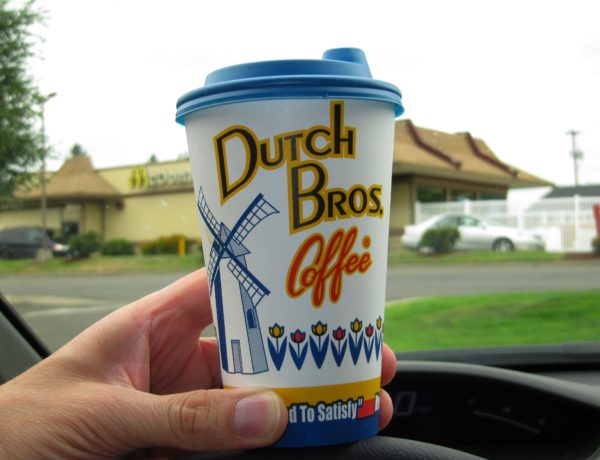 Dutch
Bros.
Coffee
d To Satisfy"